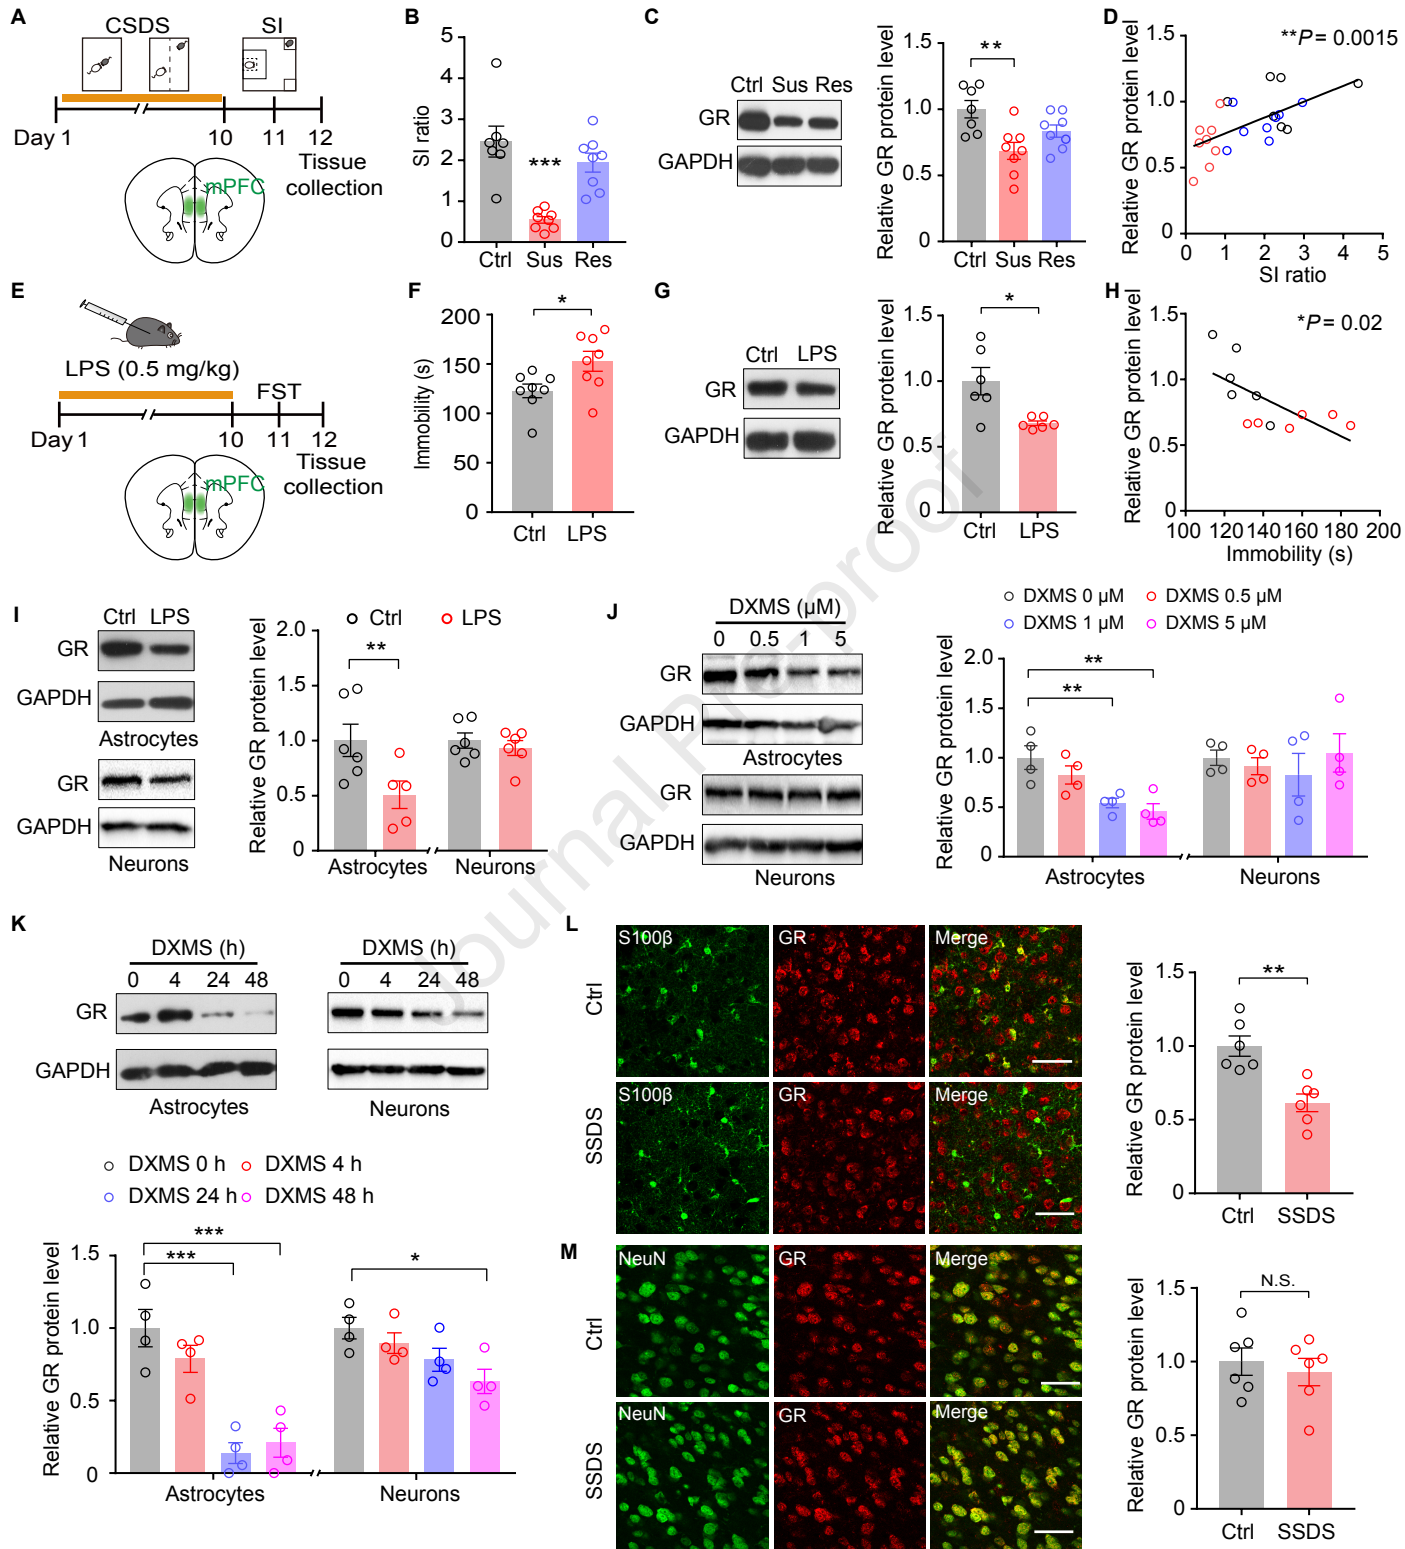 A
CSDS
SI
Day 1
10
11
12
Tissue
collection
mPFC
B
SI ratio
5
4
3
2
1
0
***
Ctrl
Sus
Res
C
Ctrl Sus Res
GR
GAPDH
Relative GR protein level
1.5
1.0
0.5
0
**
Ctrl
Sus
Res
D
**P = 0.0015
Relative GR protein level
1.5
1.0
0.5
0
0
1
2
3
4
5
SI ratio
E
LPS (0.5 mg/kg)
FST
Day 1
10
11
12
Tissue
collection
mPFC
F
Immobility (s)
200
150
100
50
0
*
Ctrl
LPS
G
Ctrl LPS
GR
GAPDH
Relative GR protein level
1.5
1.0
0.5
0
*
Ctrl
LPS
H
*P = 0.02
Relative GR protein level
1.5
1.0
0.5
0
100 120 140 160 180 200
Immobility (s)
I
Ctrl LPS
GR
GAPDH
Astrocytes
GR
GAPDH
Neurons
Ctrl
LPS
Relative GR protein level
2.0
1.5
1.0
0.5
0
**
Astrocytes
Neurons
J
DXMS (µM)
0 0.5 1 5
GR
GAPDH
Astrocytes
GR
GAPDH
Neurons
DXMS 0 µM
DXMS 0.5 µM
DXMS 1 µM
DXMS 5 µM
Relative GR protein level
2.0
1.5
1.0
0.5
0
**
**
Astrocytes
Neurons
K
DXMS (h)
0 4 24 48
DXMS (h)
0 4 24 48
GR
GAPDH
Astrocytes
Neurons
DXMS 0 h
DXMS 4 h
DXMS 24 h
DXMS 48 h
Relative GR protein level
1.5
1.0
0.5
0
***
***
*
Astrocytes
Neurons
L
Ctrl
S100β
GR
Merge
SSDS
S100β
GR
Merge
Relative GR protein level
1.5
1.0
0.5
0
**
Ctrl
SSDS
M
Ctrl
NeuN
GR
Merge
SSDS
NeuN
GR
Merge
Relative GR protein level
1.5
1.0
0.5
0
N.S.
Ctrl
SSDS
Journal Pre-proof